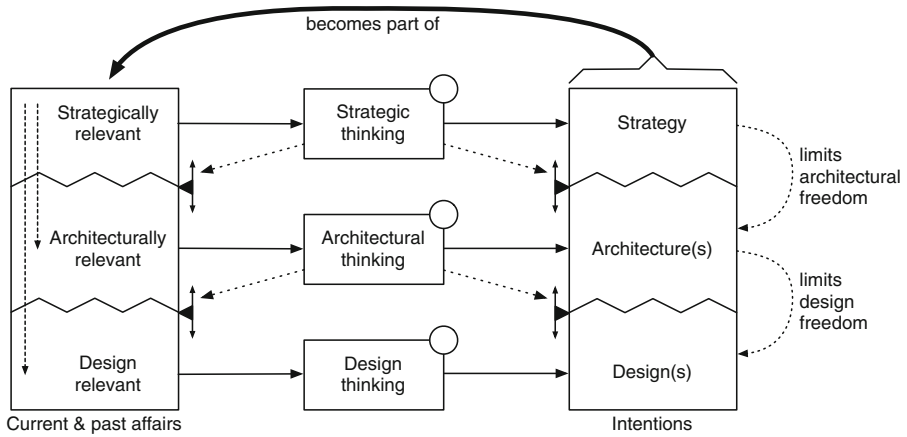 becomes part of
Strategically
relevant
Strategic
thinking
Strategy
limits
architectural
freedom
Architecturally
relevant
Architectural
thinking
Architecture(s)
limits
design
freedom
Design
relevant
Design
thinking
Design(s)
Current & past affairs
Intentions